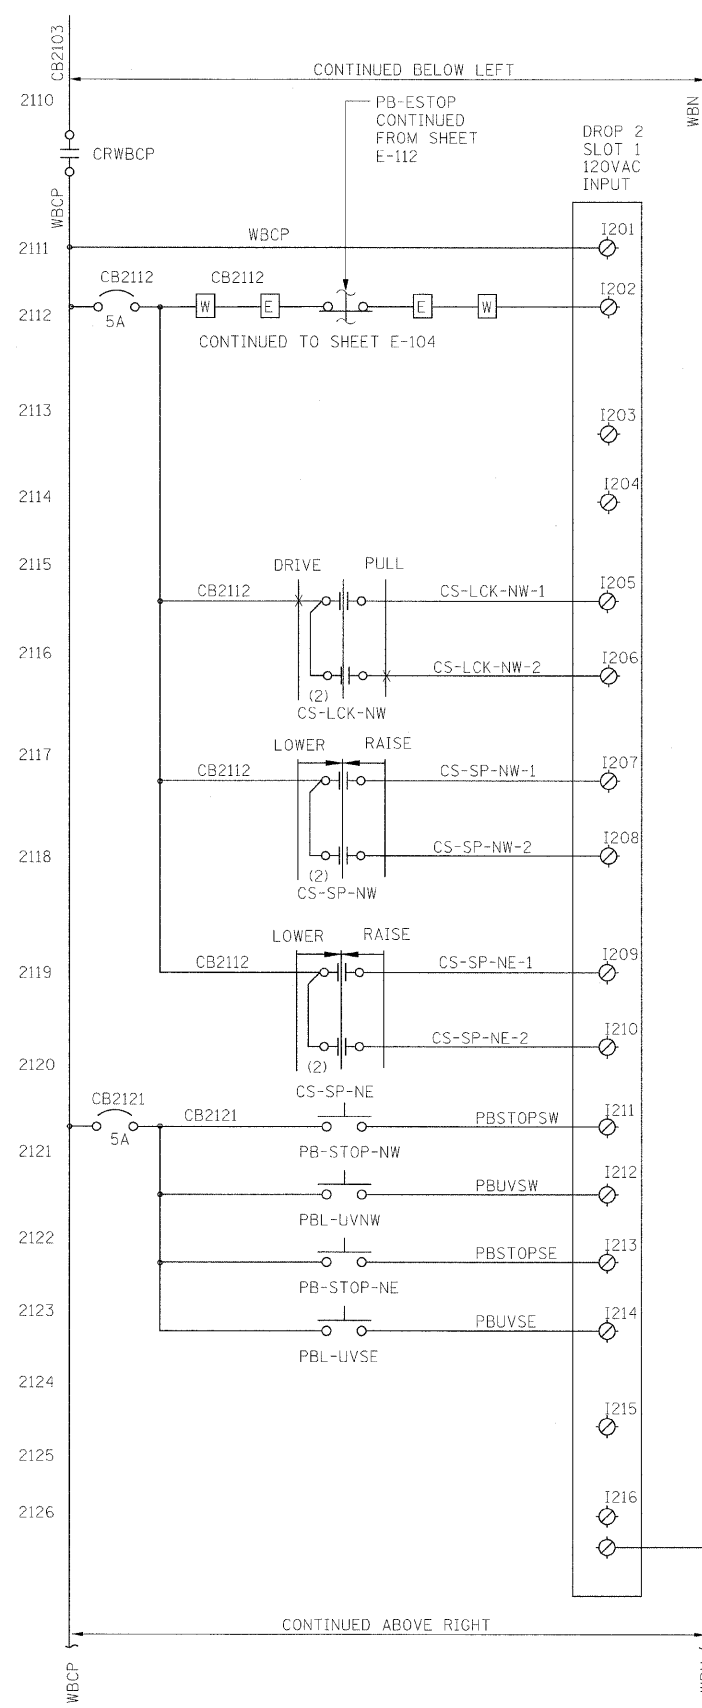 CB2103
CONTINUED BELOW LEFT
WBN
2110
PB-ESTOP
CONTINUED
FROM SHEET
E-112
DROP 2
SLOT 1
120VAC
INPUT
CRWBCP
WBCP
I201
2111
WBCP
CB2112
CB2112
I202
2112
5A
W
E
E
W
CONTINUED TO SHEET E-104
2113
I203
2114
I204
2115
DRIVE
PULL
CB2112
CS-LCK-NW-1
I205
2116
CS-LCK-NW-2
I206
(2)
CS-LCK-NW
2117
LOWER
RAISE
CB2112
CS-SP-NW-1
I207
2118
CS-SP-NW-2
I208
(2)
CS-SP-NW
LOWER
RAISE
2119
CB2112
CS-SP-NE-1
I209
CS-SP-NE-2
I210
2120
(2)
CS-SP-NE
CB2121
CB2121
PBSTOPSW
I211
2121
5A
PB-STOP-NW
PBUVSW
I212
PBL-UVNW
2122
PBSTOPSE
I213
PB-STOP-NE
2123
PBUVSE
I214
PBL-UVSE
2124
I215
2125
2126
I216
CONTINUED ABOVE RIGHT
WBCP